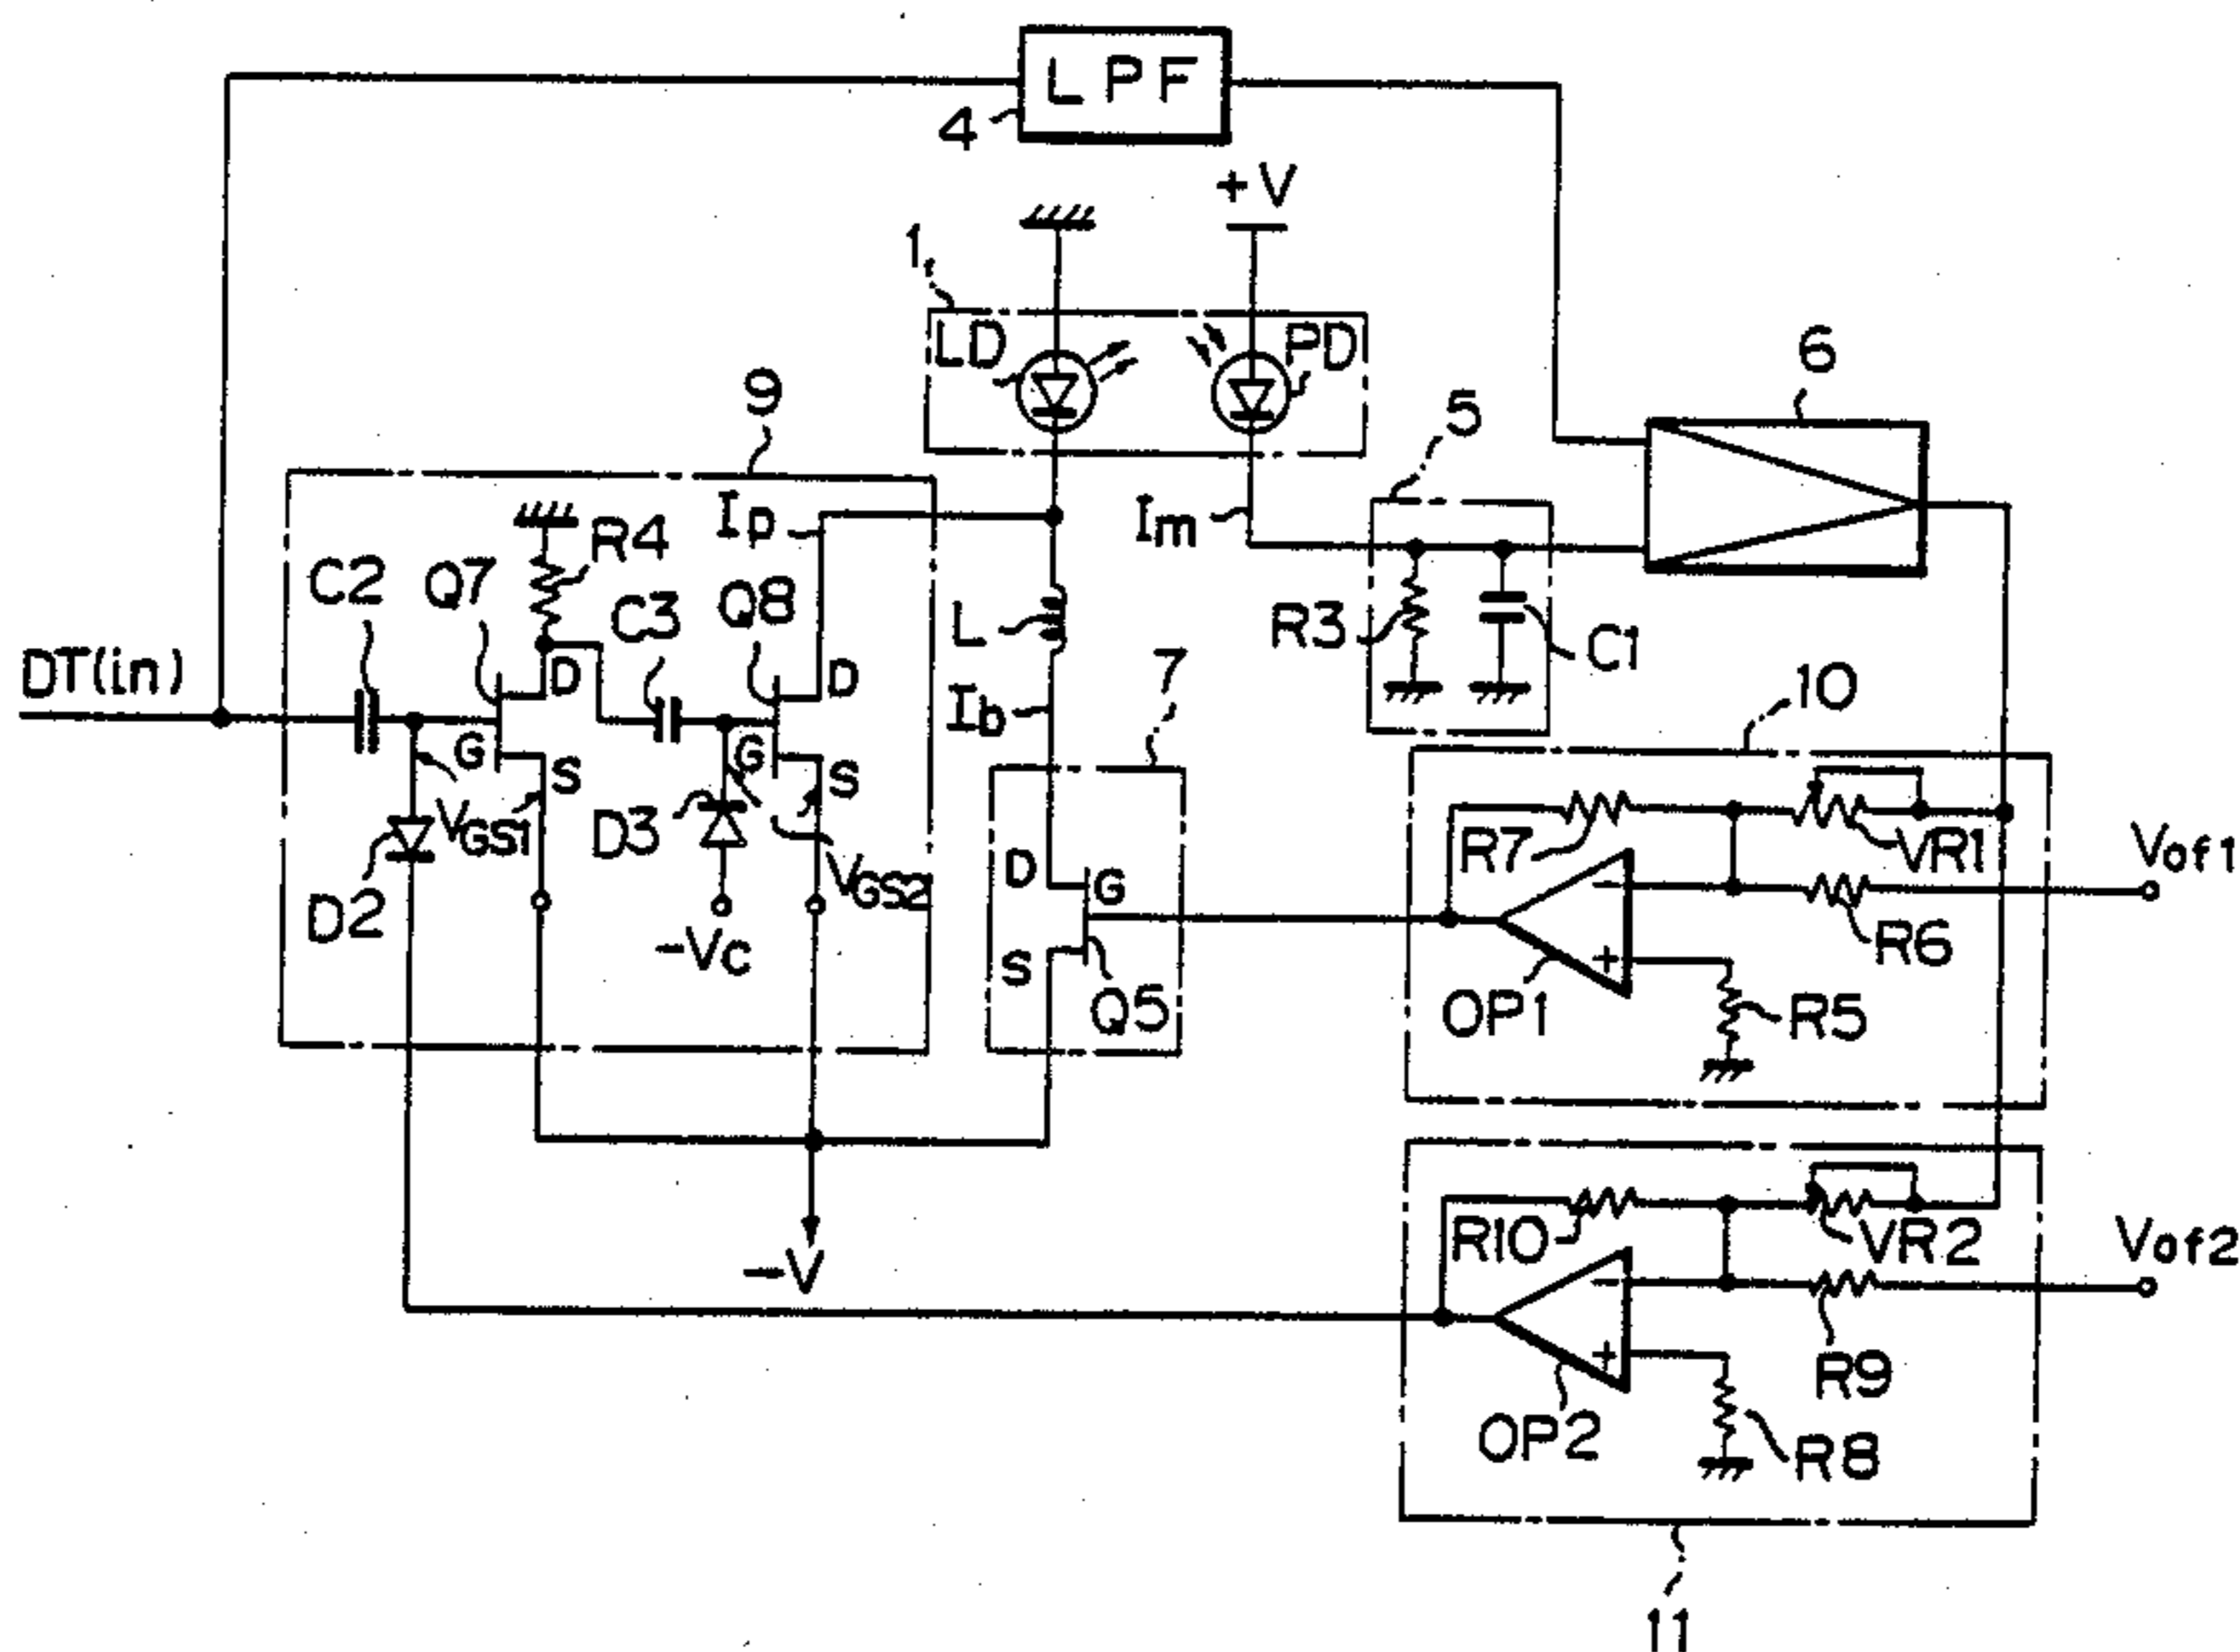 LPF
4
+V
1
LD
PD
6
9
5
Ip
Im
R4
C2
Q7
C3
Q8
L
R3
C1
DT(in)
D
D
7
10
G
S
G
S
Ib
VGS1
D3
VGS2
D2
-Vc
D
G
S
Q5
R7
VR1
Vof1
-
R6
+
OP1
R5
-V
R10
VR2
Vof2
-
R9
+
OP2
R8
11